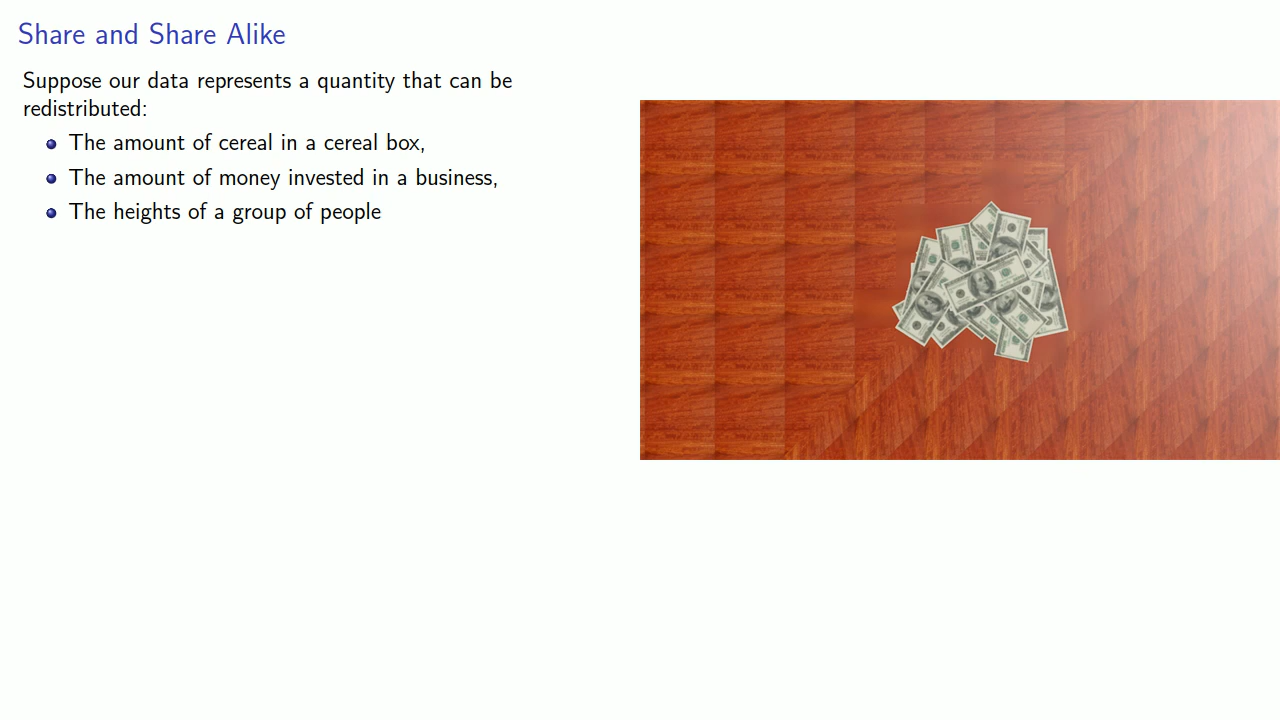 Share and Share Alike
Suppose our data represents a quantity that can be
redistributed:
The amount of cereal in a cereal box,
The amount of money invested in a business,
The heights of a group of people